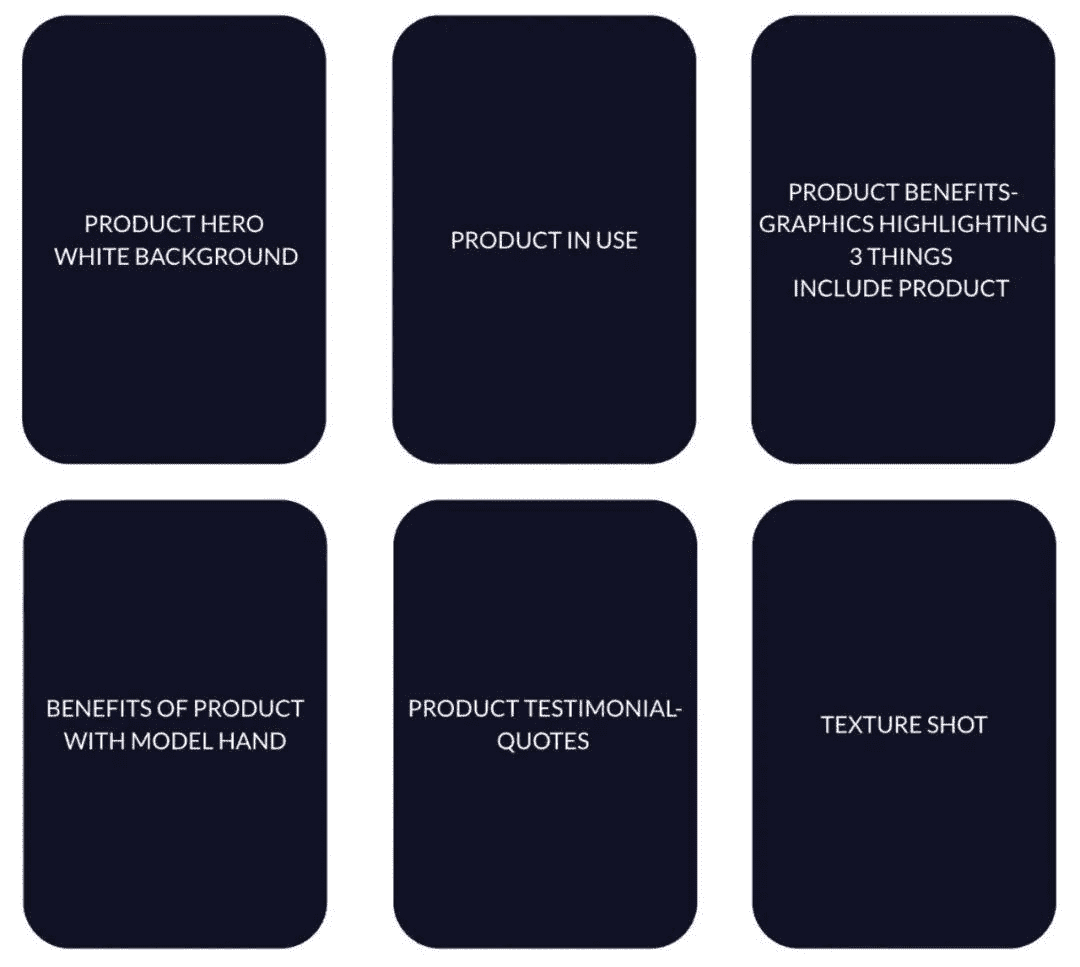 PRODUCT HERO
WHITE BACKGROUND
PRODUCT IN USE
PRODUCT BENEFITS-
GRAPHICS HIGHLIGHTING
3 THINGS
INCLUDE PRODUCT
BENEFITS OF PRODUCT
WITH MODEL HAND
PRODUCT TESTIMONIAL-
QUOTES
TEXTURE SHOT